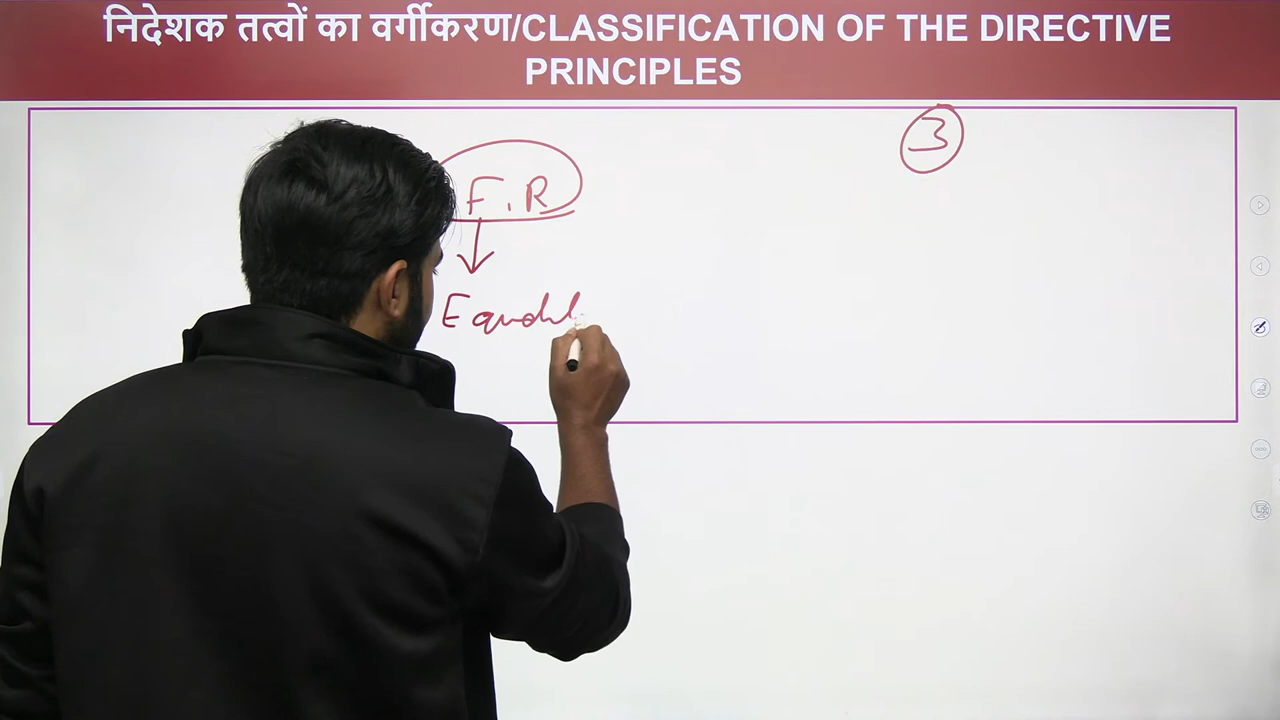 निदेशक तत्वों का वर्गीकरण/CLASSIFICATION OF THE DIRECTIVE
PRINCIPLES
3
F.R